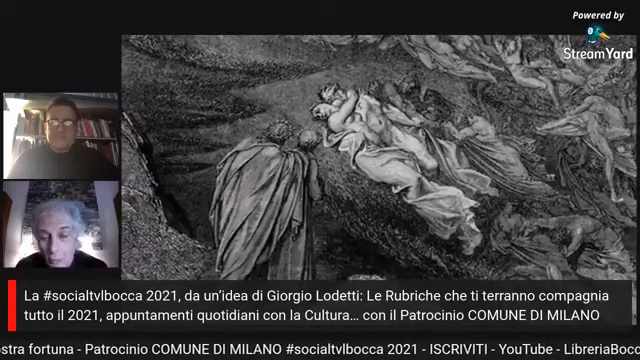 Powered by
StreamYard
La #socialtvlbocca 2021, da un'idea di Giorgio Lodetti: Le Rubriche che ti terranno compagnia
tutto il 2021, appuntamenti quotidiani con la Cultura... con il Patrocinio COMUNE DI MILANO
ostra fortuna - Patrocinio COMUNE DI MILANO #socialtvlbocca 2021 - ISCRIVITI - YouTube - LibreriaBocc